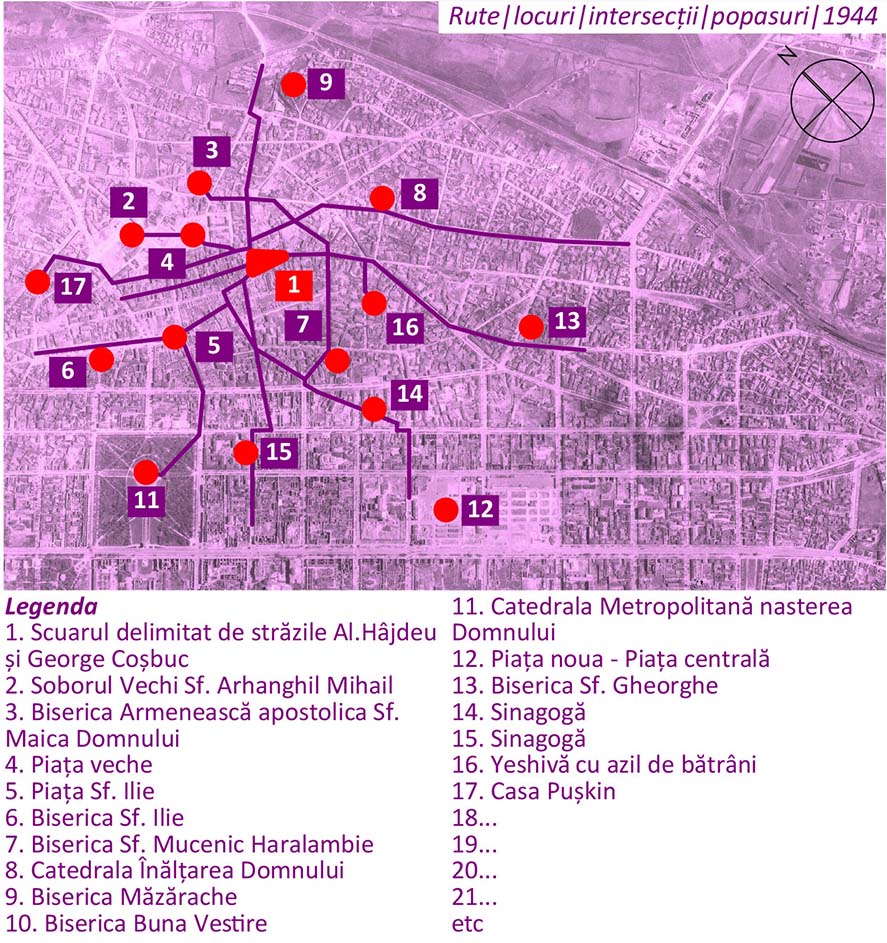 Rute|locuri|intersecții|popasuri|1944
N
9
3
8
2
4
17
1
7
16
13
5
6
14
15
11
12
Legenda
1. Scuarul delimitat de străzile Al.Hâjdeu
și George Coșbuc
2. Soborul Vechi Sf. Arhanghil Mihail
3. Biserica Armenească apostolica Sf.
Maica Domnului
4. Piața veche
5. Piața Sf. Ilie
6. Biserica Sf. Ilie
7. Biserica Sf. Mucenic Haralambie
8. Catedrala Înălțarea Domnului
9. Biserica Măzărache
10. Biserica Buna Vestire
11. Catedrala Metropolitană nasterea
Domnului
12. Piața noua - Piața centrală
13. Biserica Sf. Gheorghe
14. Sinagogă
15. Sinagogă
16. Yeshivă cu azil de bătrâni
17. Casa Pușkin
18...
19...
20...
21...
etc